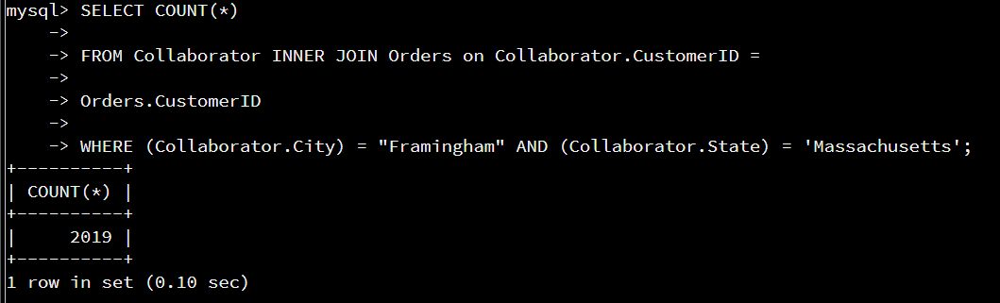 mysql> SELECT COUNT(*)
    ->
    -> FROM Collaborator INNER JOIN Orders on Collaborator.CustomerID =
    ->
    -> Orders.CustomerID
    ->
    -> WHERE (Collaborator.City) = "Framingham" AND (Collaborator.State) = 'Massachusetts';
+----------+
| COUNT(*) |
+----------+
|     2019 |
+----------+
1 row in set (0.10 sec)